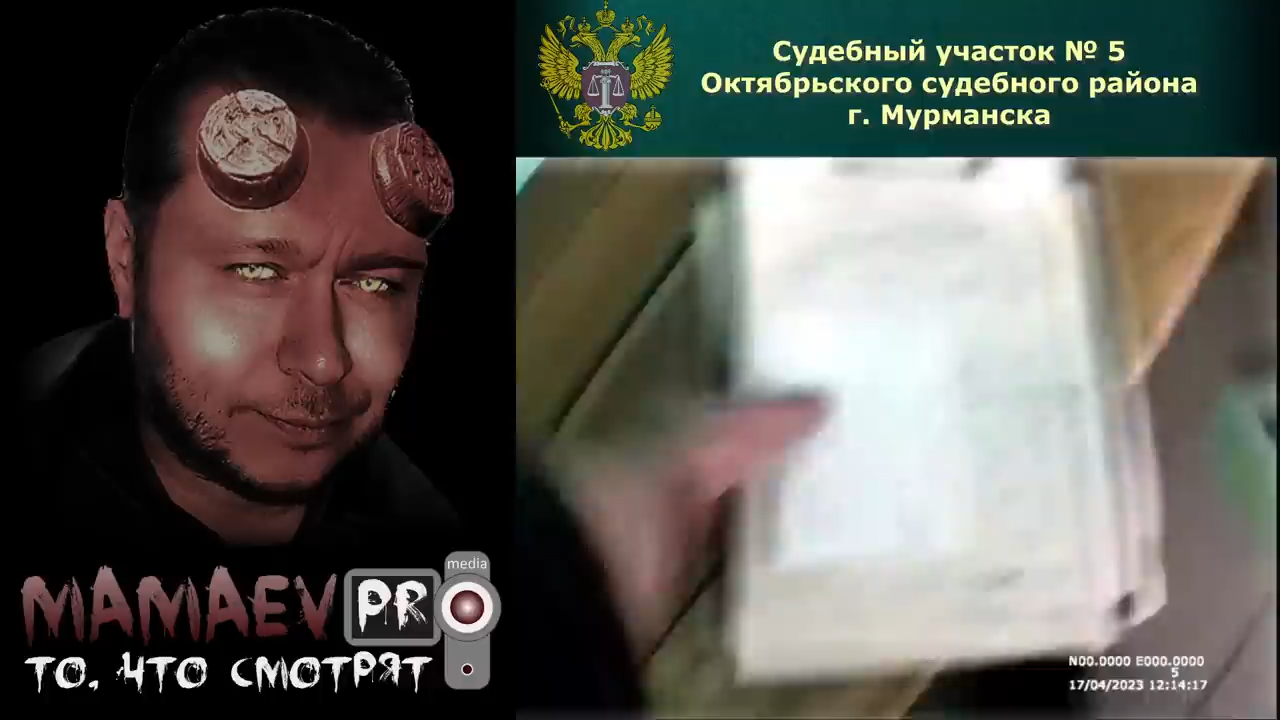 Судебный участок № 5
Октябрьского судебного района
г. Мурманска
media
MAMAEV PRO
ТО, ЧТО СМОТРЯТ
N00.0000 E000.0000
5
17/04/2023 12:14:17